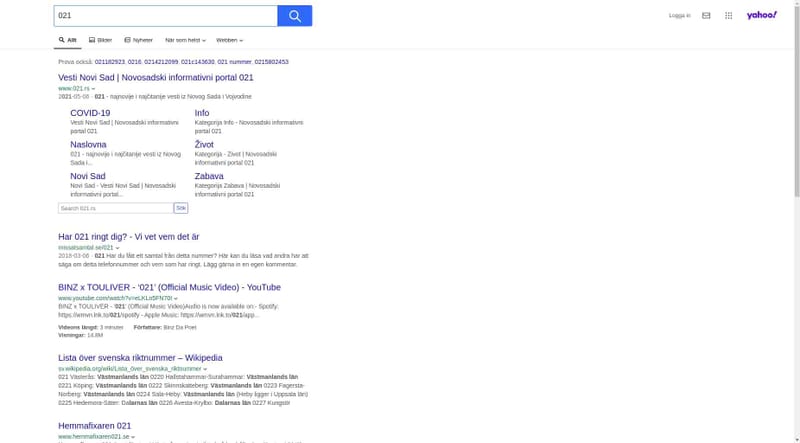 021
Logga in
yahoo!
Allt
Bilder
Nyheter
När som helst
Webben
Prova också: 021182923, 0216, 0214212099, 021c143630, 021 nummer, 0215802453
Vesti Novi Sad | Novosadski informativni portal 021
www.021.rs
2021-05-06 · 021 - najnovije i najčitanije vesti iz Novog Sada i Vojvodine
COVID-19
Vesti Novi Sad | Novosadski informativni
portal 021
Info
Kategorija Info - Novosadski informativni
portal 021
Naslovna
021 - najnovije i najčitanije vesti iz Novog
Sada i...
Život
Kategorija - Zivot | Novosadski
informativni portal 021
Novi Sad
Novi Sad - Vesti Novi Sad | Novosadski
informativni portal...
Zabava
Kategorija Zabava | Novosadski
informativni portal 021
Search 021.rs
Sök
Har 021 ringt dig? - Vi vet vem det är
missatsamtal.se/021
2018-03-06 · 021 Har du fått ett samtal från detta nummer? Här kan du läsa vad andra har att
säga om detta telefonnummer och vem som har ringt. Lägg gärna in en egen kommentar.
BINZ x TOULIVER - '021' (Official Music Video) - YouTube
www.youtube.com/watch?v=eLKLo5FN70I
BINZ x TOULIVER - '021' (Official Music Video)Audio is now available on:- Spotify:
https://wmvn.lnk.to/021/spotify - Apple Music: https://wmvn.lnk.to/021/app...
Videons längd: 3 minuter Författare: Binz Da Poet
Visningar: 14.8M
Lista över svenska riktnummer – Wikipedia
sv.wikipedia.org/wiki/Lista_över_svenska_riktnummer
021 Västerås: Västmanlands län 0220 Hallstahammar-Surahammar: Västmanlands län
0221 Köping: Västmanlands län 0222 Skinnskatteberg: Västmanlands län 0223 Fagersta-
Norberg: Västmanlands län 0224 Sala-Heby: Västmanlands län (Heby ligger i Uppsala län)
0225 Hedemora-Säter: Dalarnas län 0226 Avesta-Krylbo: Dalarnas län 0227 Kungsör
Hemmafixaren 021
www.hemmafixaren021.se